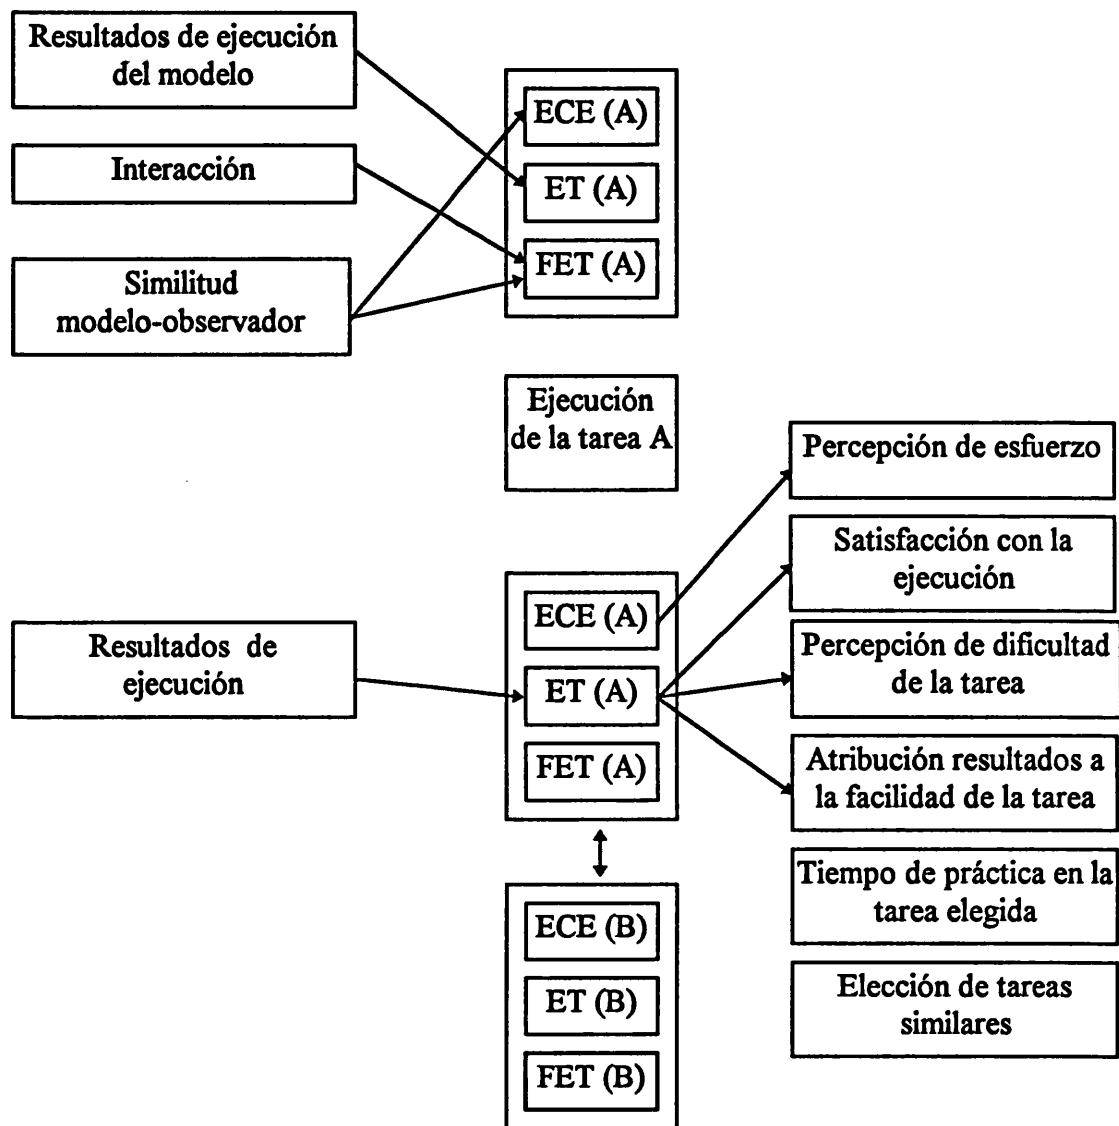 Resultados de ejecución
del modelo
Interacción
Similitud
modelo-observador
ECE (A)
ET (A)
FET (A)
Ejecución
de la tarea A
Resultados de
ejecución
ECE (A)
ET (A)
FET (A)
Percepción de esfuerzo
Satisfacción con la
ejecución
Percepción de dificultad
de la tarea
Atribución resultados a
la facilidad de la tarea
Tiempo de práctica en la
tarea elegida
Elección de tareas
similares
ECE (B)
ET (B)
FET (B)